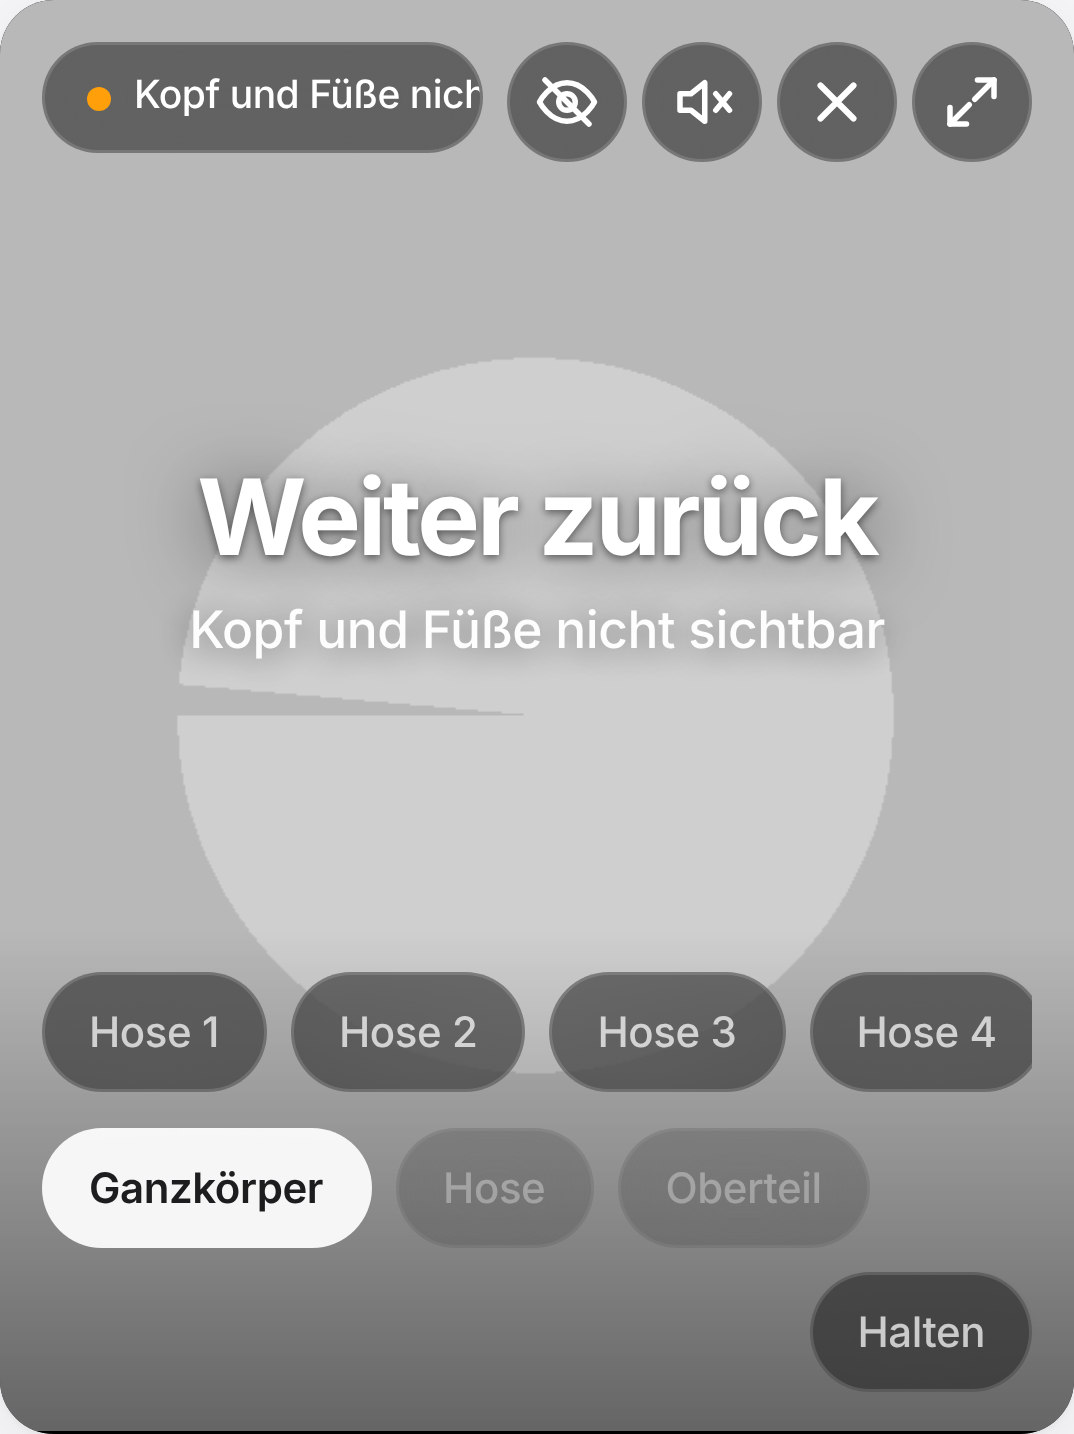 Kopf und Füße nich
Weiter zurück
Kopf und Füße nicht sichtbar
Hose 1
Hose 2
Hose 3
Hose 4
Ganzkörper
Hose
Oberteil
Halten